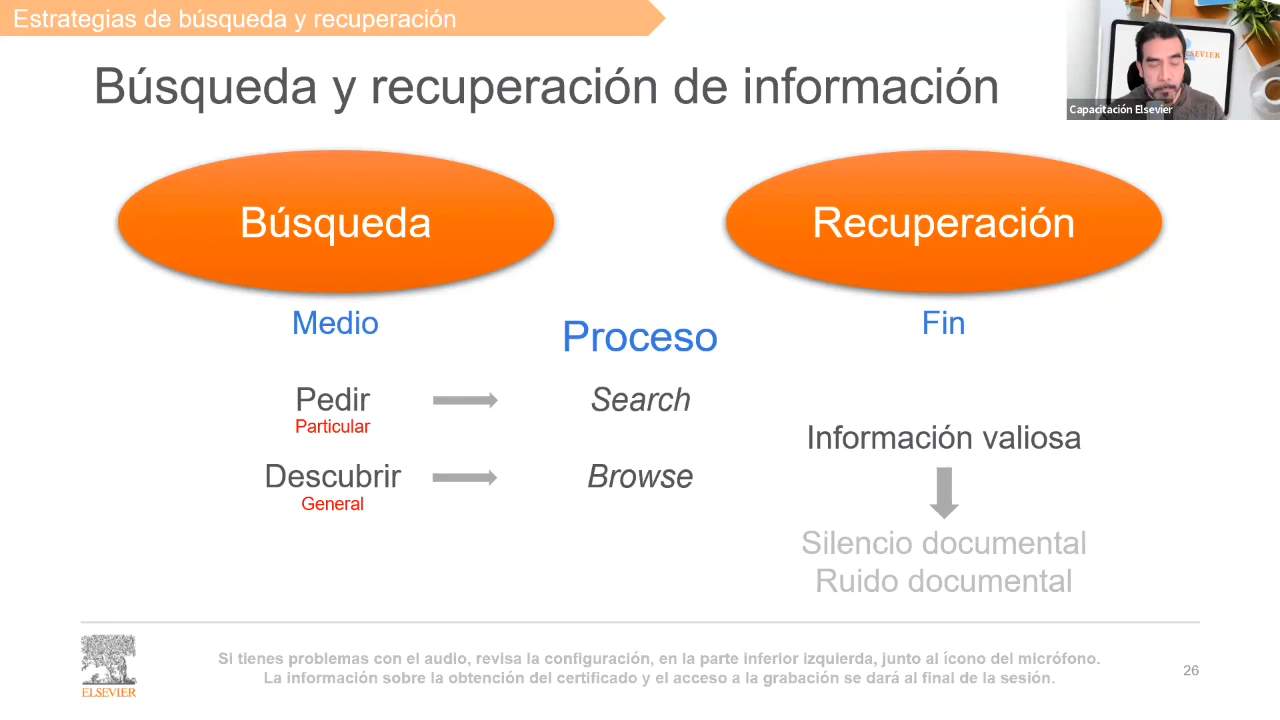 Estrategias de búsqueda y recuperación
Búsqueda y recuperación de información
ELSEVIER
Capacitación Elsevier
Búsqueda
Recuperación
Medio
Proceso
Fin
Pedir
Particular
Search
Descubrir
General
Browse
Información valiosa
Silencio documental
Ruido documental
Si tienes problemas con el audio, revisa la configuración, en la parte inferior izquierda, junto al ícono del micrófono.
La información sobre la obtención del certificado y el acceso a la grabación se dará al final de la sesión.
ELSEVIER
26